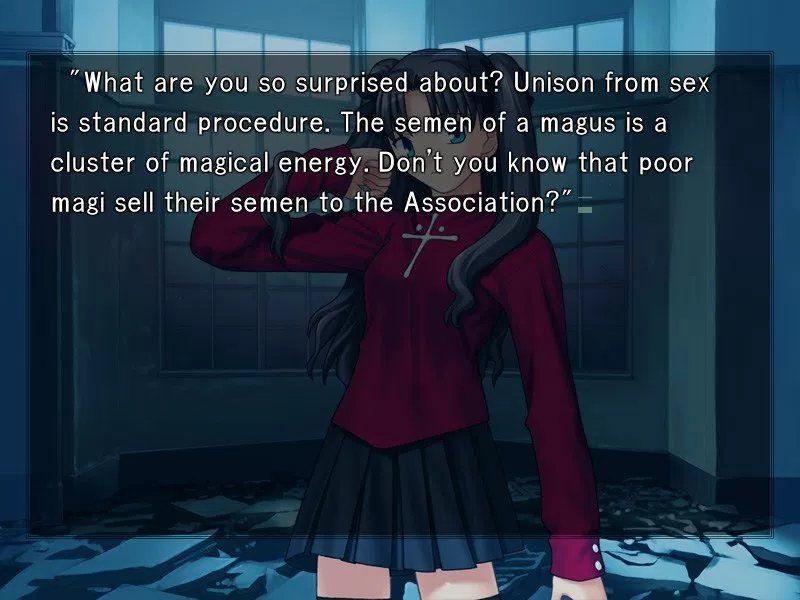 "What are you so surprised about? Unison from sex
is standard procedure. The semen of a magus is a
cluster of magical energy. Don't you know that poor
magi sell their semen to the Association?"